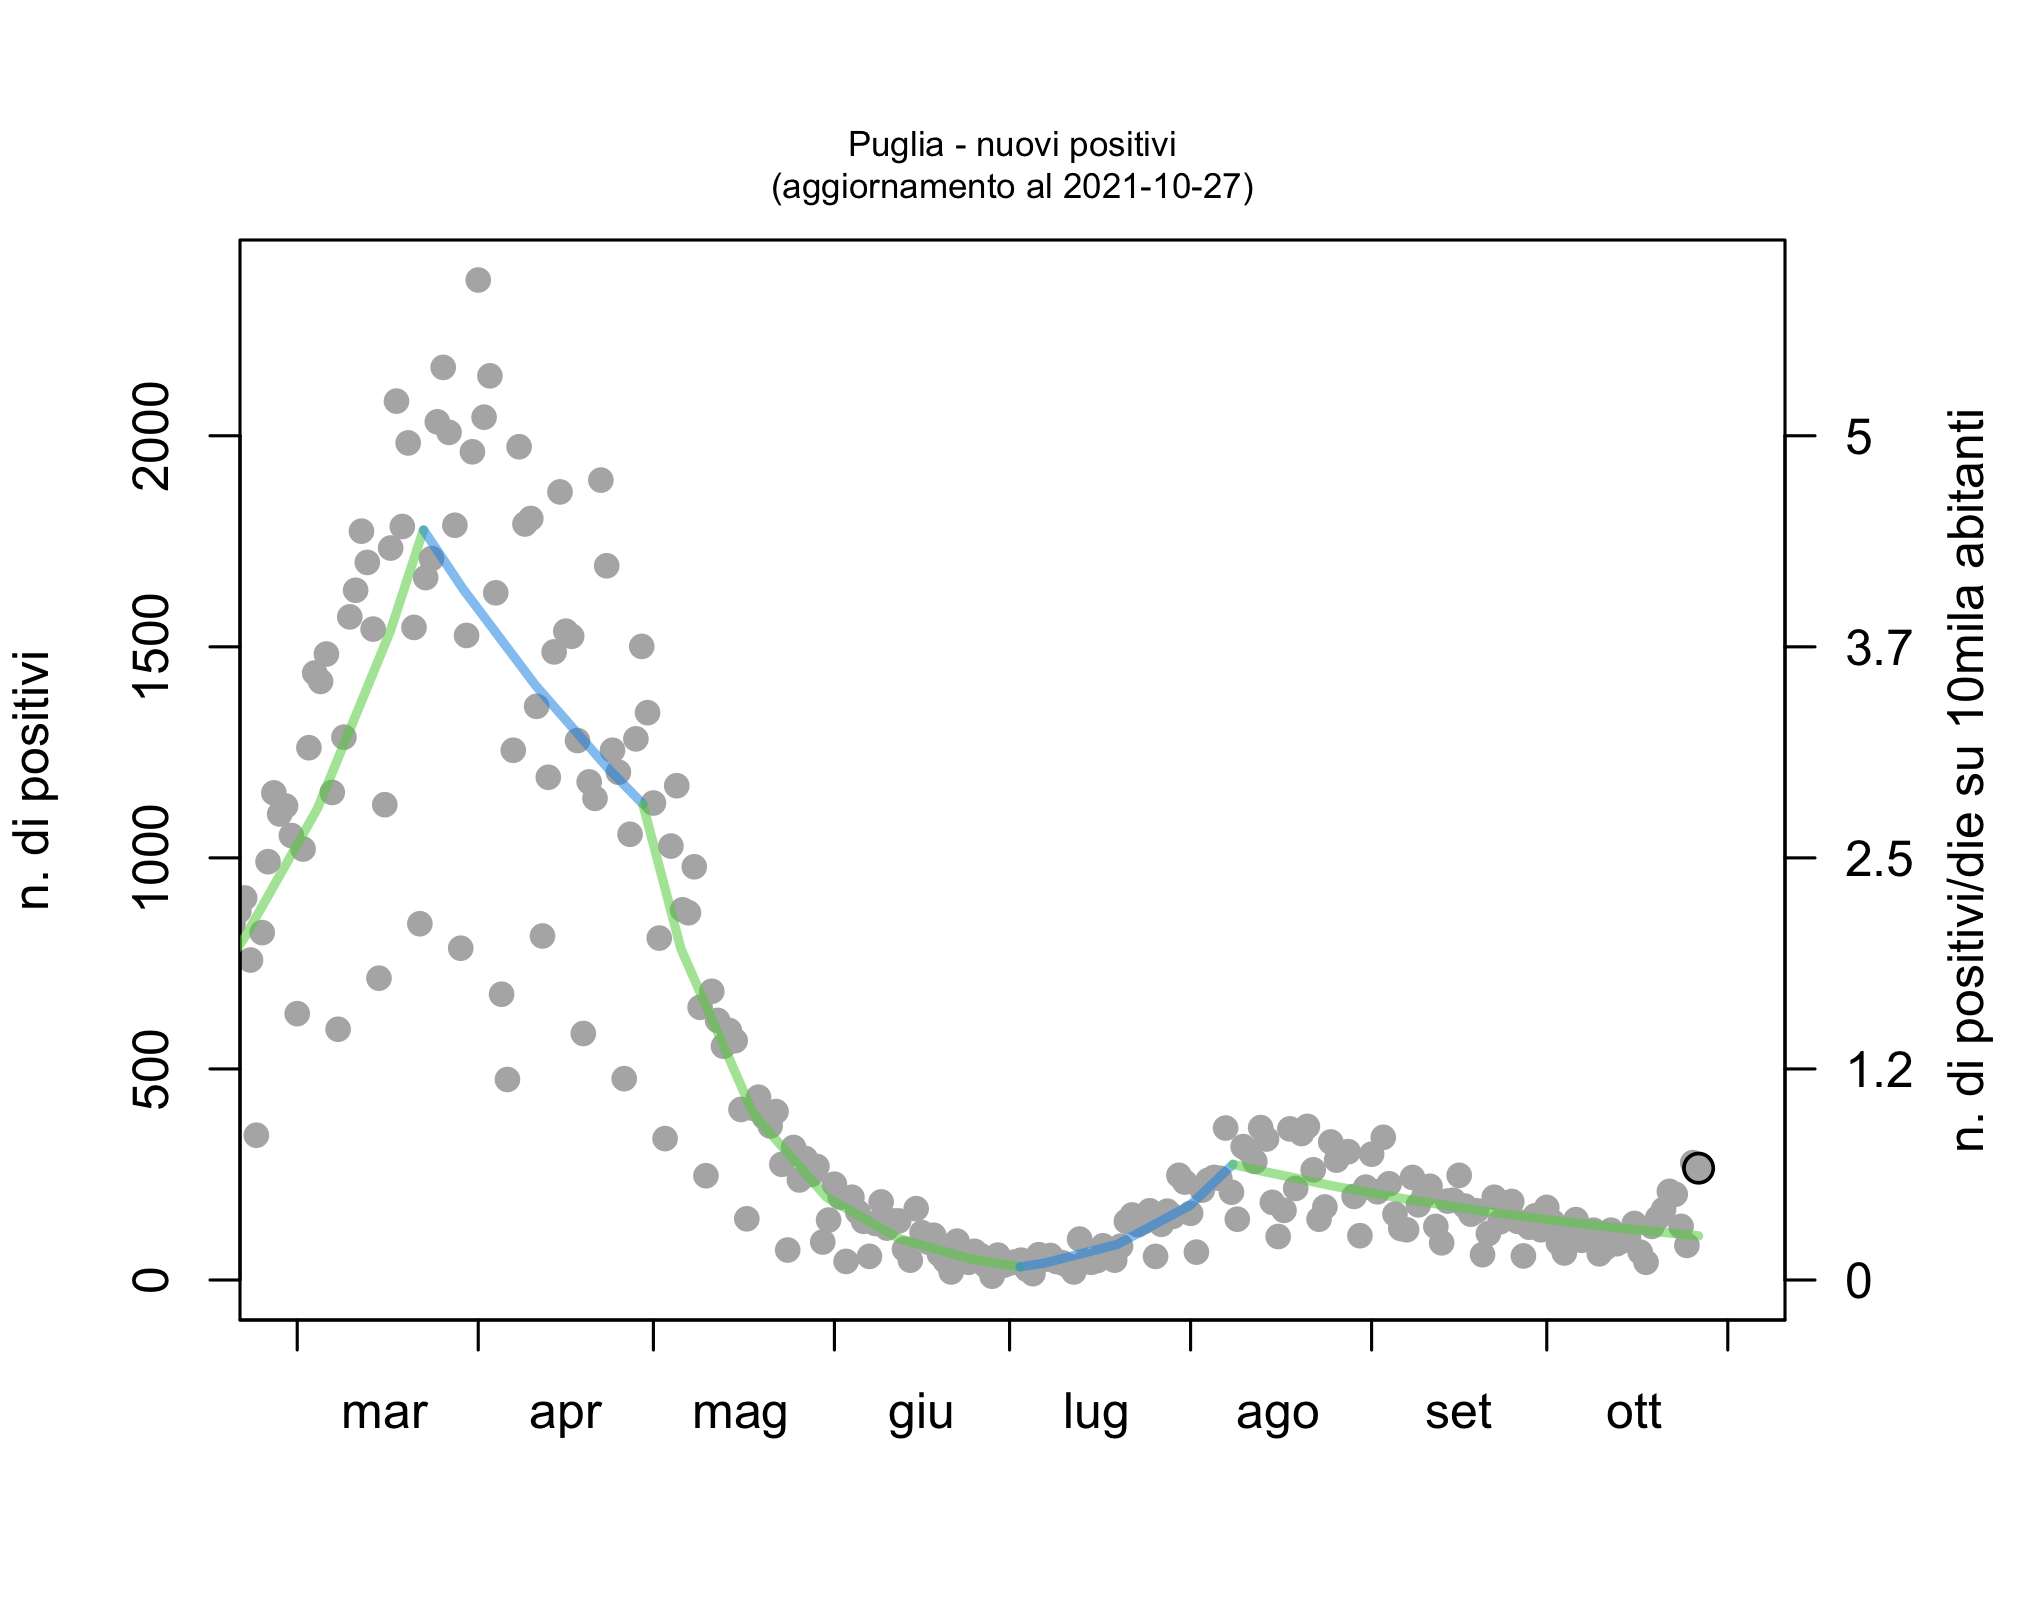 Puglia - nuovi positivi
(aggiornamento al 2021-10-27)
n. di positivi
2000
1500
1000
500
0
5
3.7
2.5
1.2
0
n. di positivi/die su 10mila abitanti
mar apr mag giu lug ago set ott